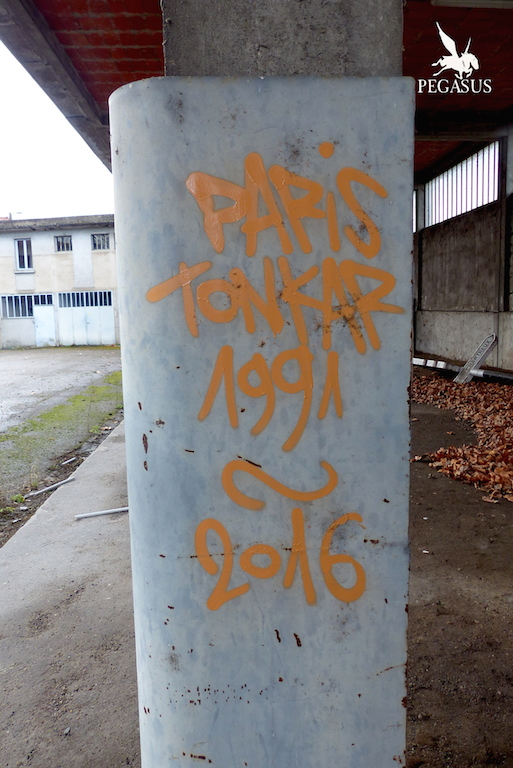 PEGASUS
PARiS
TONKAR
1991
~
2016